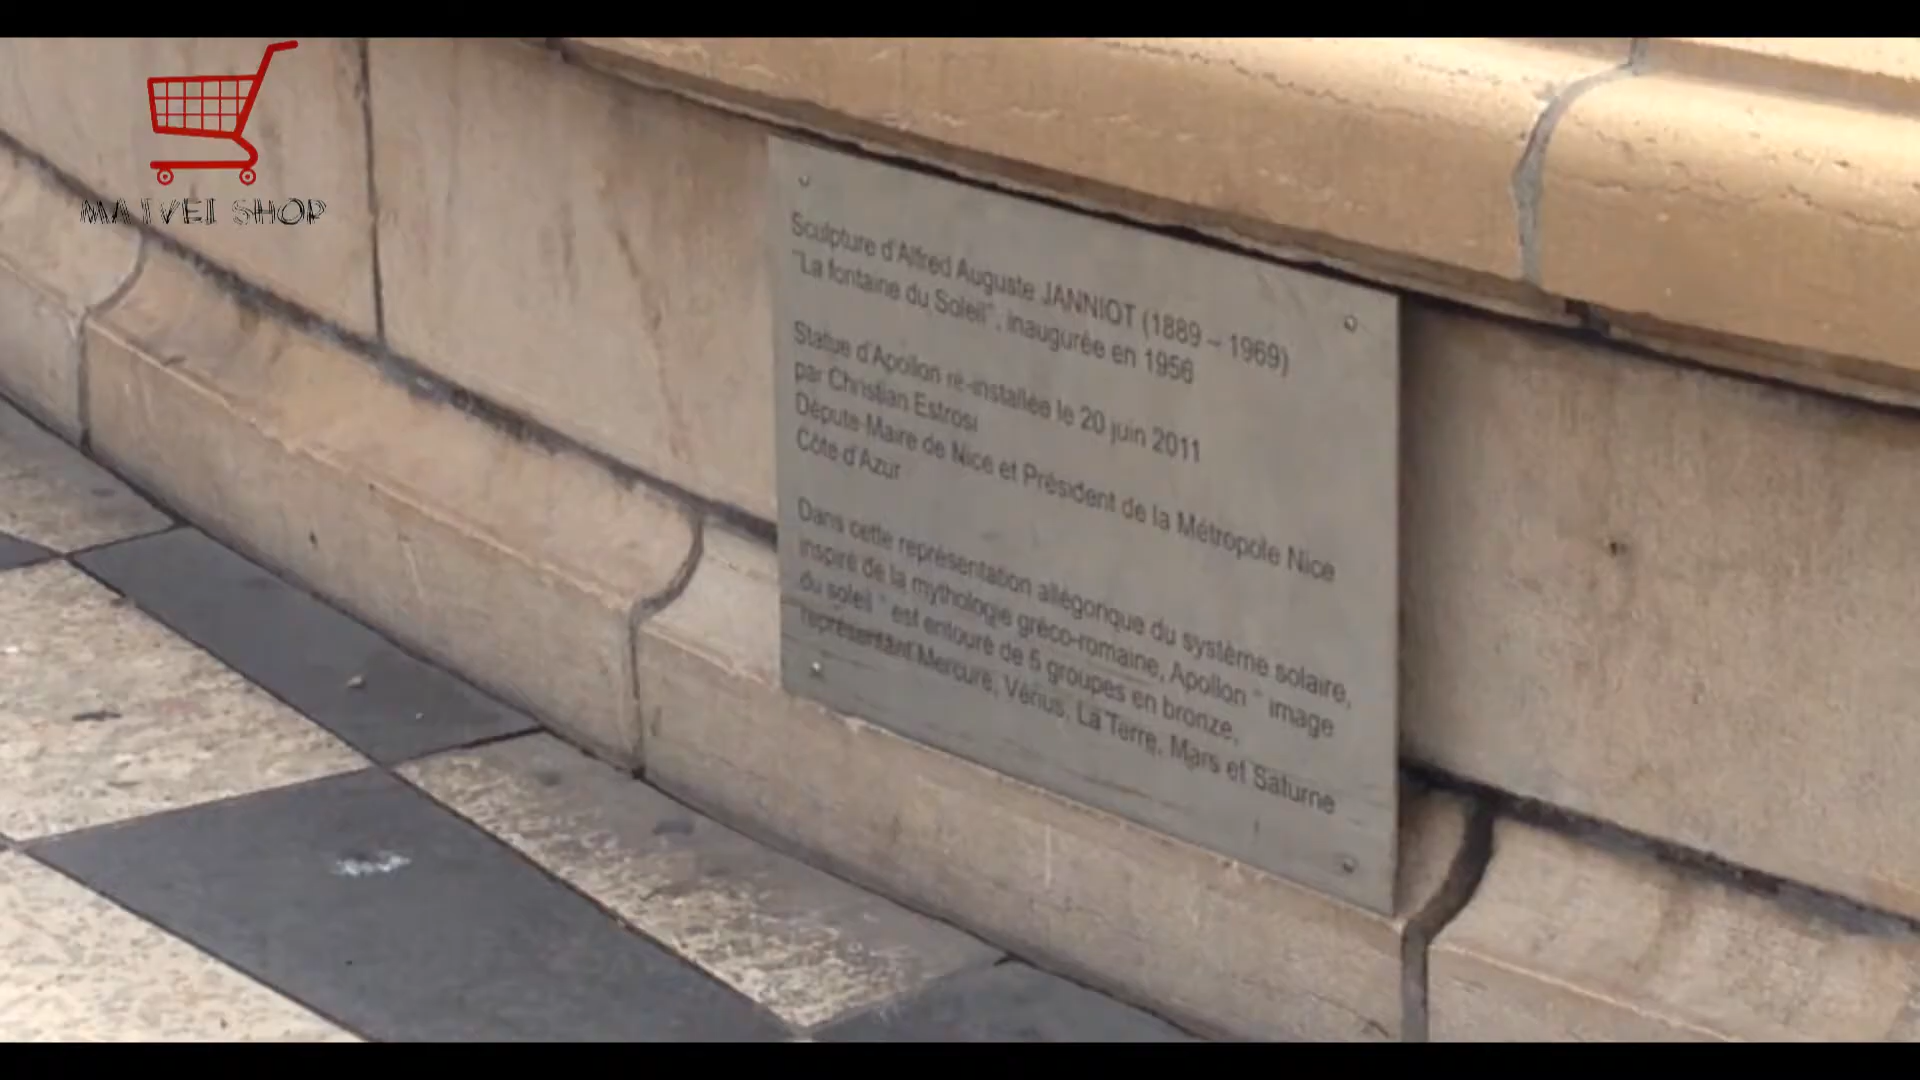 MATVEI SHOP
Sculpture d'Alfred Auguste JANNIOT (1889 – 1969)
"La fontaine du Soleil", inaugurée en 1956
Statue d'Apollon ré-installée le 20 juin 2011
par Christian Estrosi
Député-Maire de Nice et Président de la Métropole Nice
Côte d'Azur
Dans cette représentation allégorique du système solaire,
inspiré de la mythologie gréco-romaine, Apollon " image
du soleil " est entouré de 5 groupes en bronze,
représentant Mercure, Vénus, La Terre, Mars et Saturne